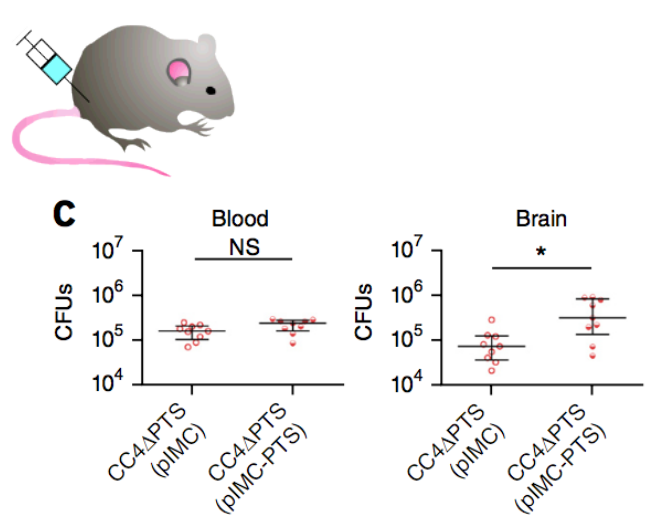 C
Blood
NS
10⁷
10⁶
10⁵
10⁴
CFUs
CC4ΔPTS
(pIMC)
CC4ΔPTS
(pIMC-PTS)
Brain
*
10⁷
10⁶
10⁵
10⁴
CFUs
CC4ΔPTS
(pIMC)
CC4ΔPTS
(pIMC-PTS)